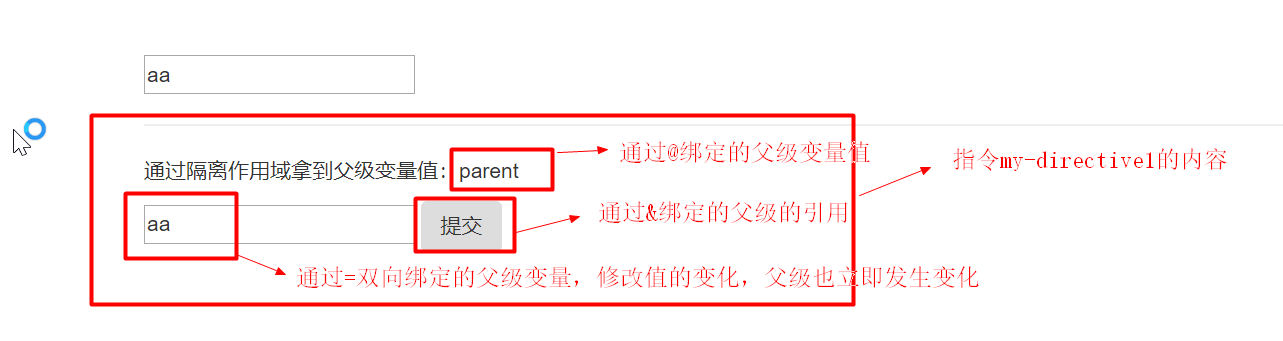 aa
通过隔离作用域拿到父级变量值：parent
通过@绑定的父级变量值
指令my-directive1的内容
aa
提交
通过&绑定的父级的引用
通过=双向绑定的父级变量，修改值的变化，父级也立即发生变化